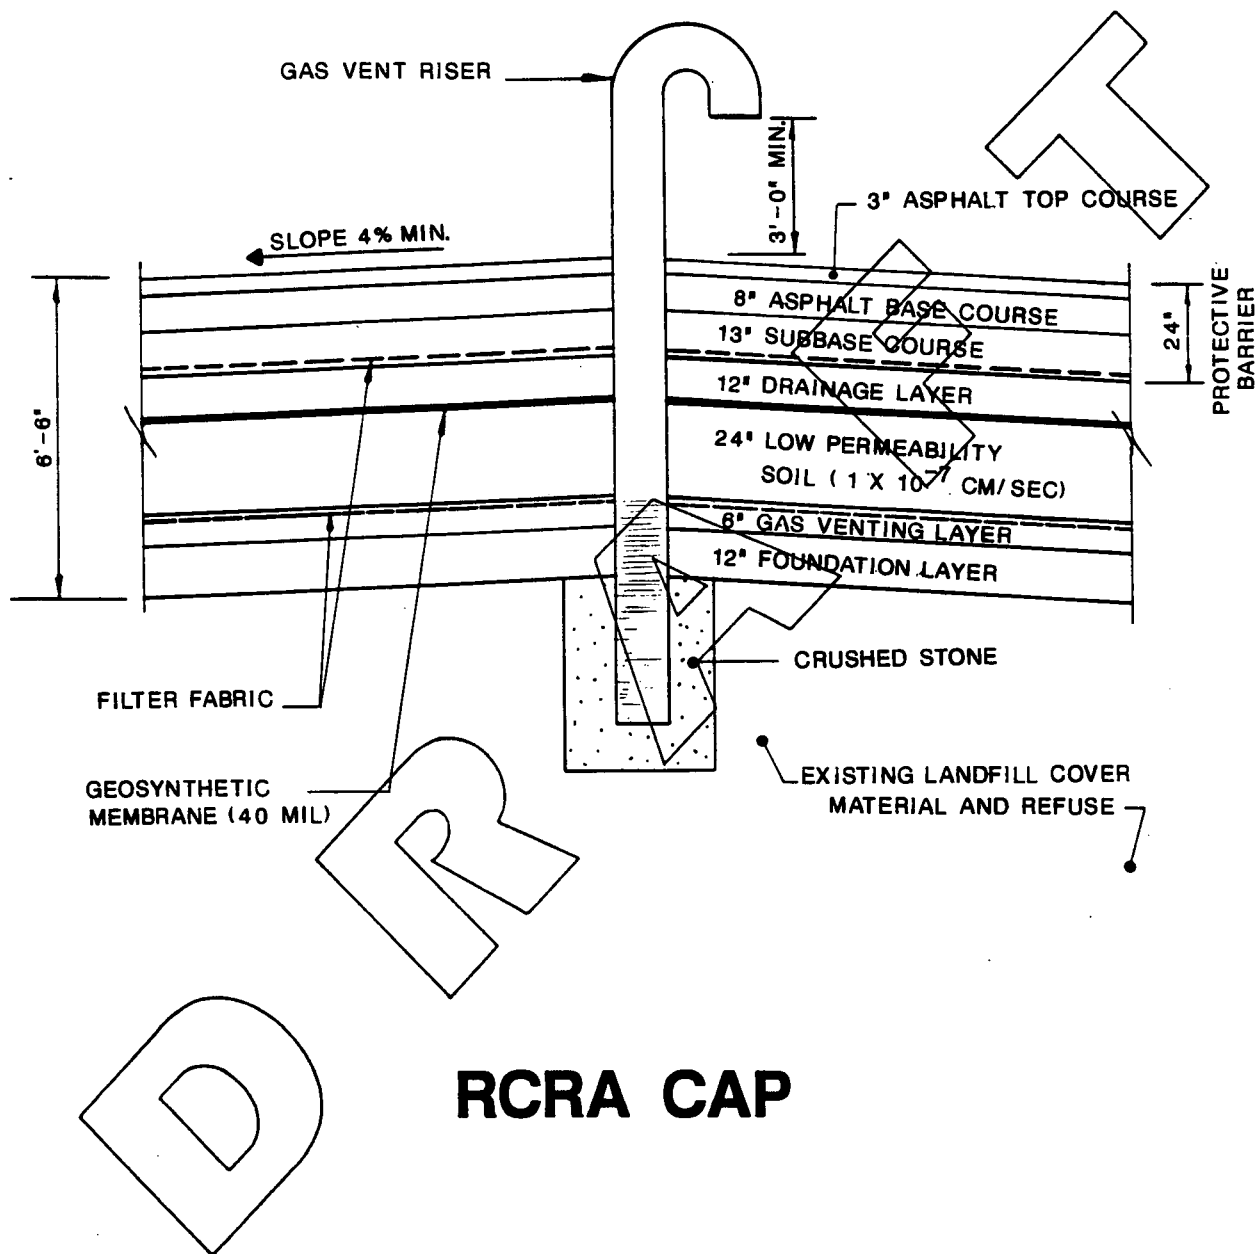 GAS VENT RISER
3'-0" MIN.
3" ASPHALT TOP COURSE
SLOPE 4% MIN.
8" ASPHALT BASE COURSE
13" SUBBASE COURSE
24"
PROTECTIVE
BARRIER
12" DRAINAGE LAYER
6'-6"
24" LOW PERMEABILITY
SOIL ( 1 X 10⁻⁷ CM/SEC)
6" GAS VENTING LAYER
12" FOUNDATION LAYER
CRUSHED STONE
FILTER FABRIC
GEOSYNTHETIC
MEMBRANE (40 MIL)
EXISTING LANDFILL COVER
MATERIAL AND REFUSE
DRAFT
RCRA CAP